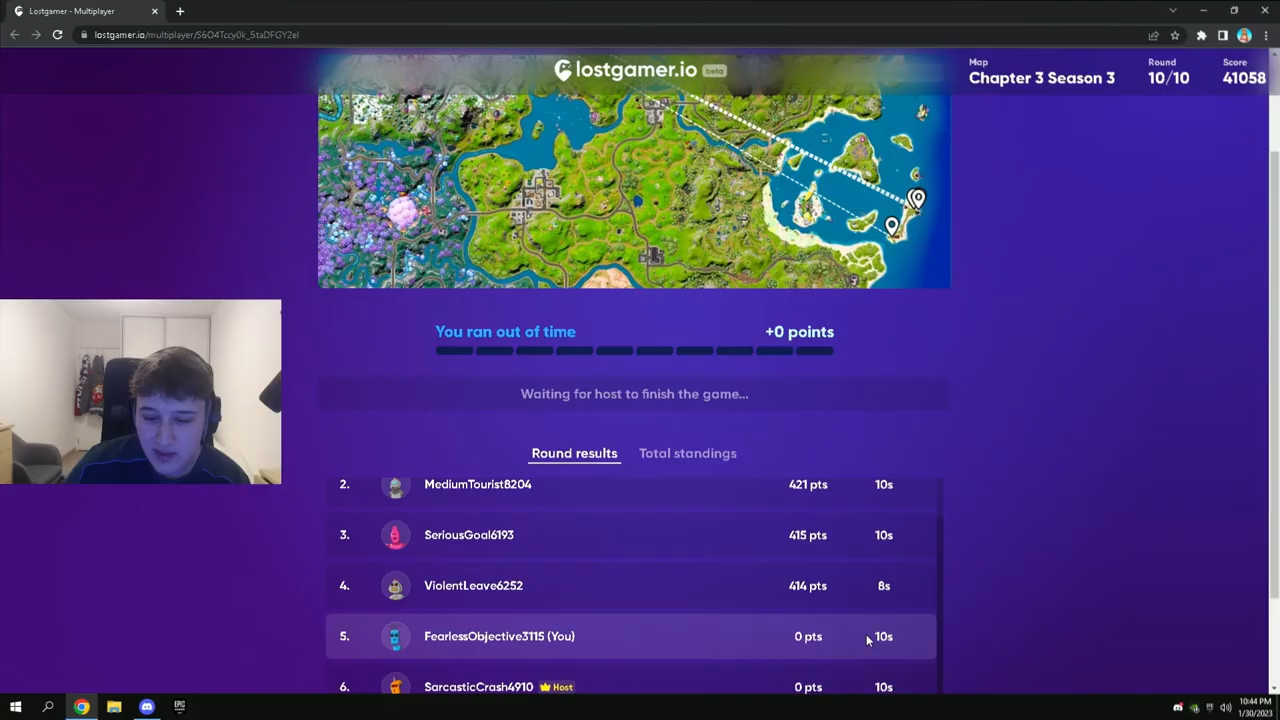 Lostgamer - Multiplayer
lostgamer.io/multiplayer/S6O4Tccy0k_5taDFGY2eI
lostgamer.io beta
Map
Chapter 3 Season 3
Round
10/10
Score
41058
You ran out of time
+0 points
Waiting for host to finish the game...
Round results
Total standings
2. MediumTourist8204 421 pts 10s
3. SeriousGoal6193 415 pts 10s
4. ViolentLeave6252 414 pts 8s
5. FearlessObjective3115 (You) 0 pts 10s
6. SarcasticCrash4910 Host 0 pts 10s
EPIC
10:44 PM
1/30/2023